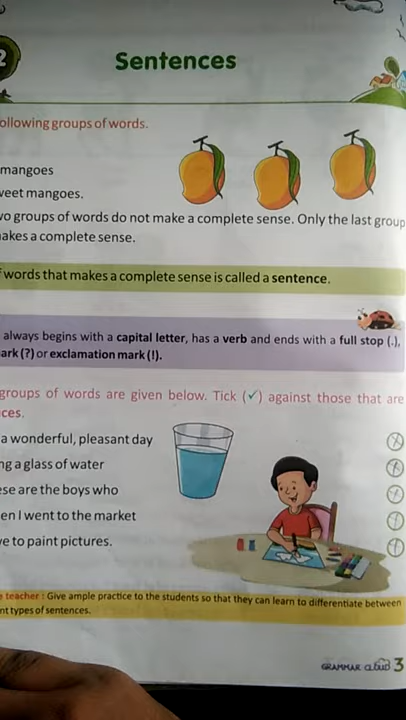 2
Sentences
ollowing groups of words.
mangoes
veet mangoes.
vo groups of words do not make a complete sense. Only the last group
akes a complete sense.
f words that makes a complete sense is called a sentence.
always begins with a capital letter, has a verb and ends with a full stop (.),
ark (?) or exclamation mark (!).
groups of words are given below. Tick (✓) against those that are
ces.
a wonderful, pleasant day
ng a glass of water
ese are the boys who
en I went to the market
ve to paint pictures.
e teacher : Give ample practice to the students so that they can learn to differentiate between
nt types of sentences.
GRAMMAR 3